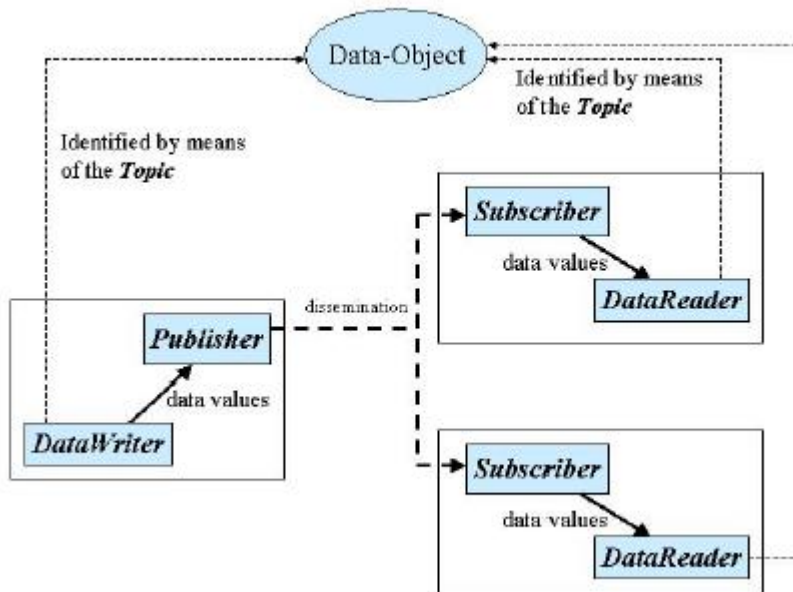 Data-Object
Identified by means
of the Topic
Identified by means
of the Topic
Subscriber
data values
DataReader
dissemination
Publisher
data values
DataWriter
Subscriber
data values
DataReader